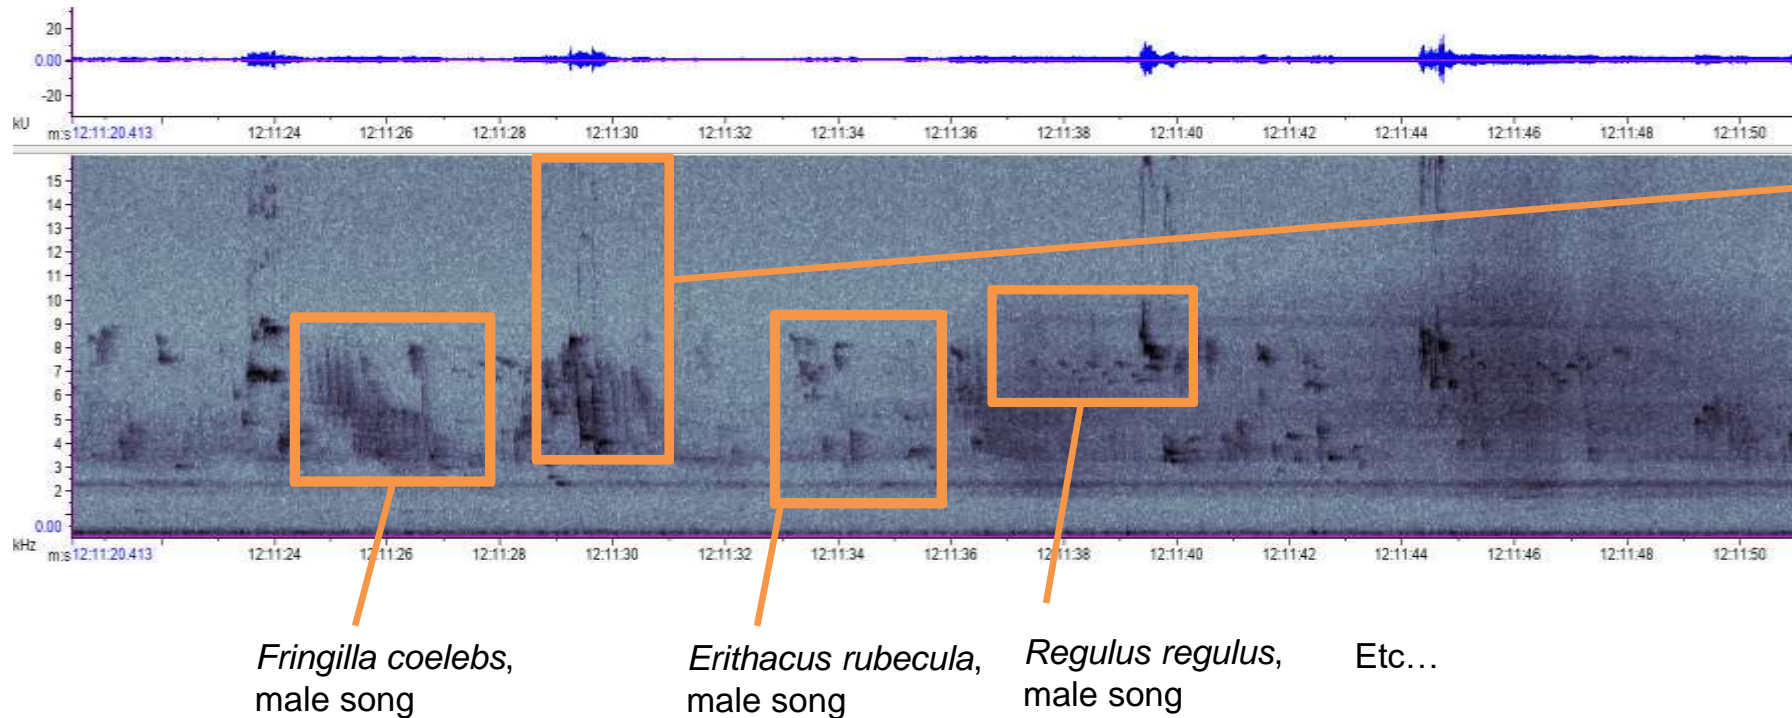 20
0.00
-20
kU
m:s 12:11:20.413 12:11:24 12:11:26 12:11:28 12:11:30 12:11:32 12:11:34 12:11:36 12:11:38 12:11:40 12:11:42 12:11:44 12:11:46 12:11:48 12:11:50
15
14
13
12
11
10
9
8
7
6
5
4
3
2
0.00
kHz
m:s 12:11:20.413 12:11:24 12:11:26 12:11:28 12:11:30 12:11:32 12:11:34 12:11:36 12:11:38 12:11:40 12:11:42 12:11:44 12:11:46 12:11:48 12:11:50
Fringilla coelebs,
male song
Erithacus rubecula,
male song
Regulus regulus,
male song
Etc…